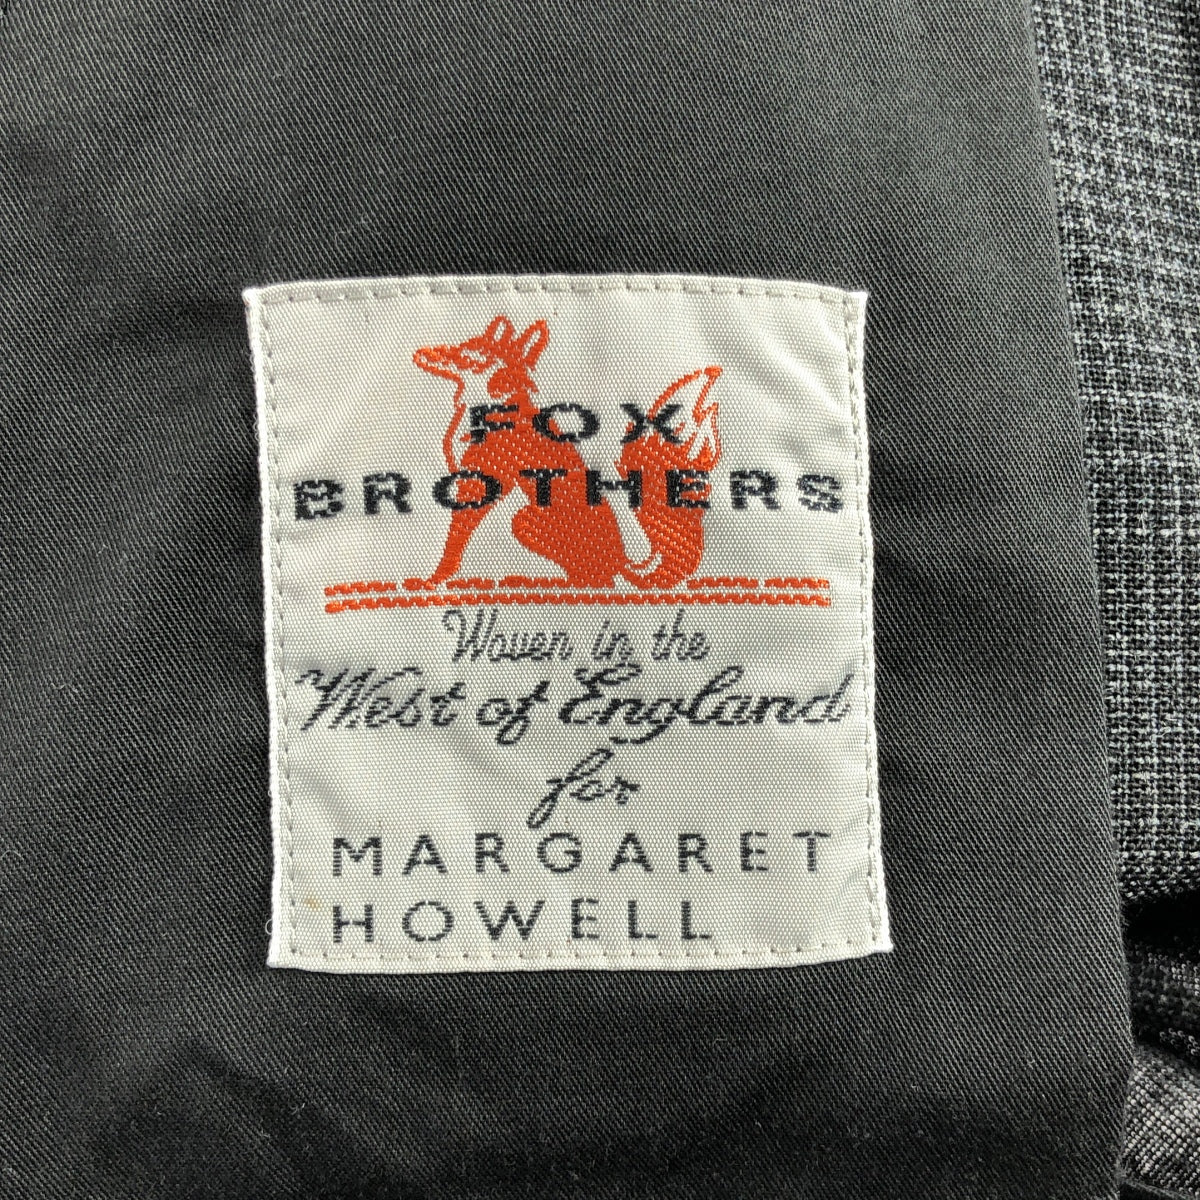 FOX
BROTHERS
Woven in the
West of England
for
MARGARET
HOWELL